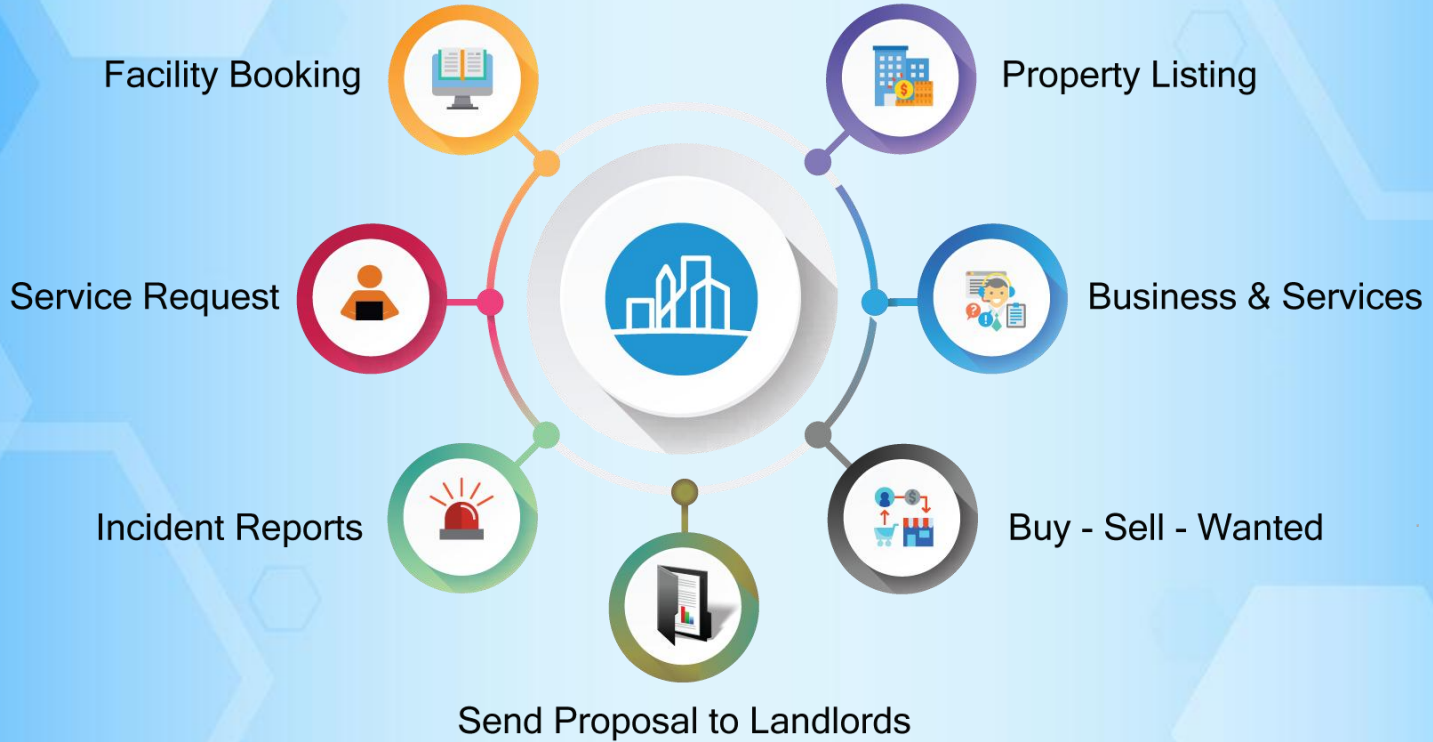 Facility Booking
Property Listing
Service Request
Business & Services
Incident Reports
Buy - Sell - Wanted
Send Proposal to Landlords